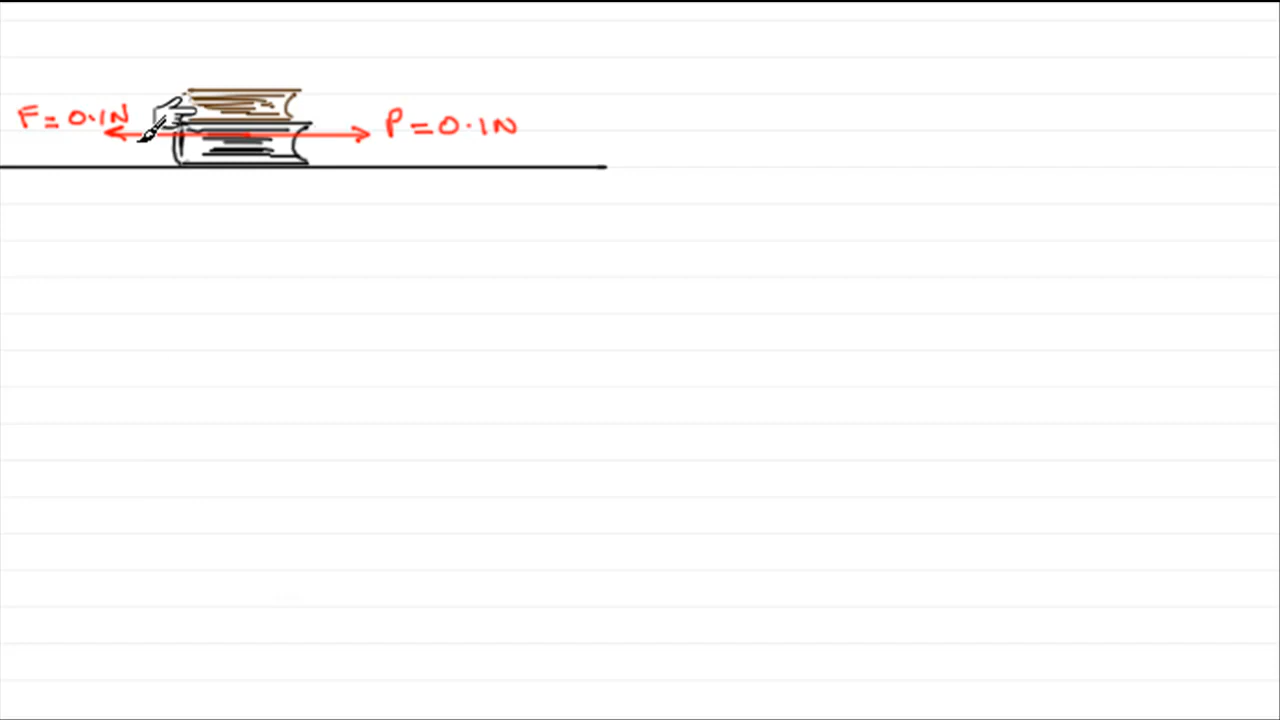 F = 0.1N
P = 0.1N